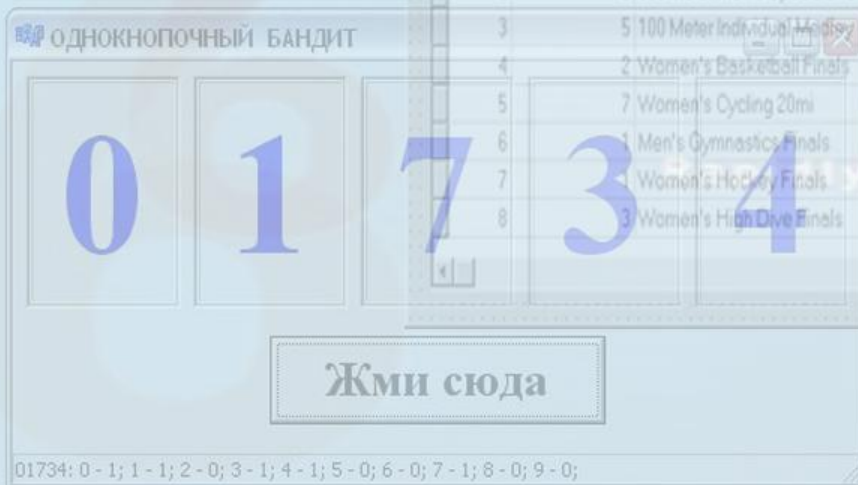 ОДНОКНОПОЧНЫЙ БАНДИТ
3 5 100 Meter Individual Medley
4 2 Women's Basketball Finals
5 7 Women's Cycling 20mi
6 1 Men's Gymnastics Finals
7 4 Women's Hockey Finals
8 3 Women's High Dive Finals
0 1 7 3 4
Жми сюда
01734: 0 - 1; 1 - 1; 2 - 0; 3 - 1; 4 - 1; 5 - 0; 6 - 0; 7 - 1; 8 - 0; 9 - 0;